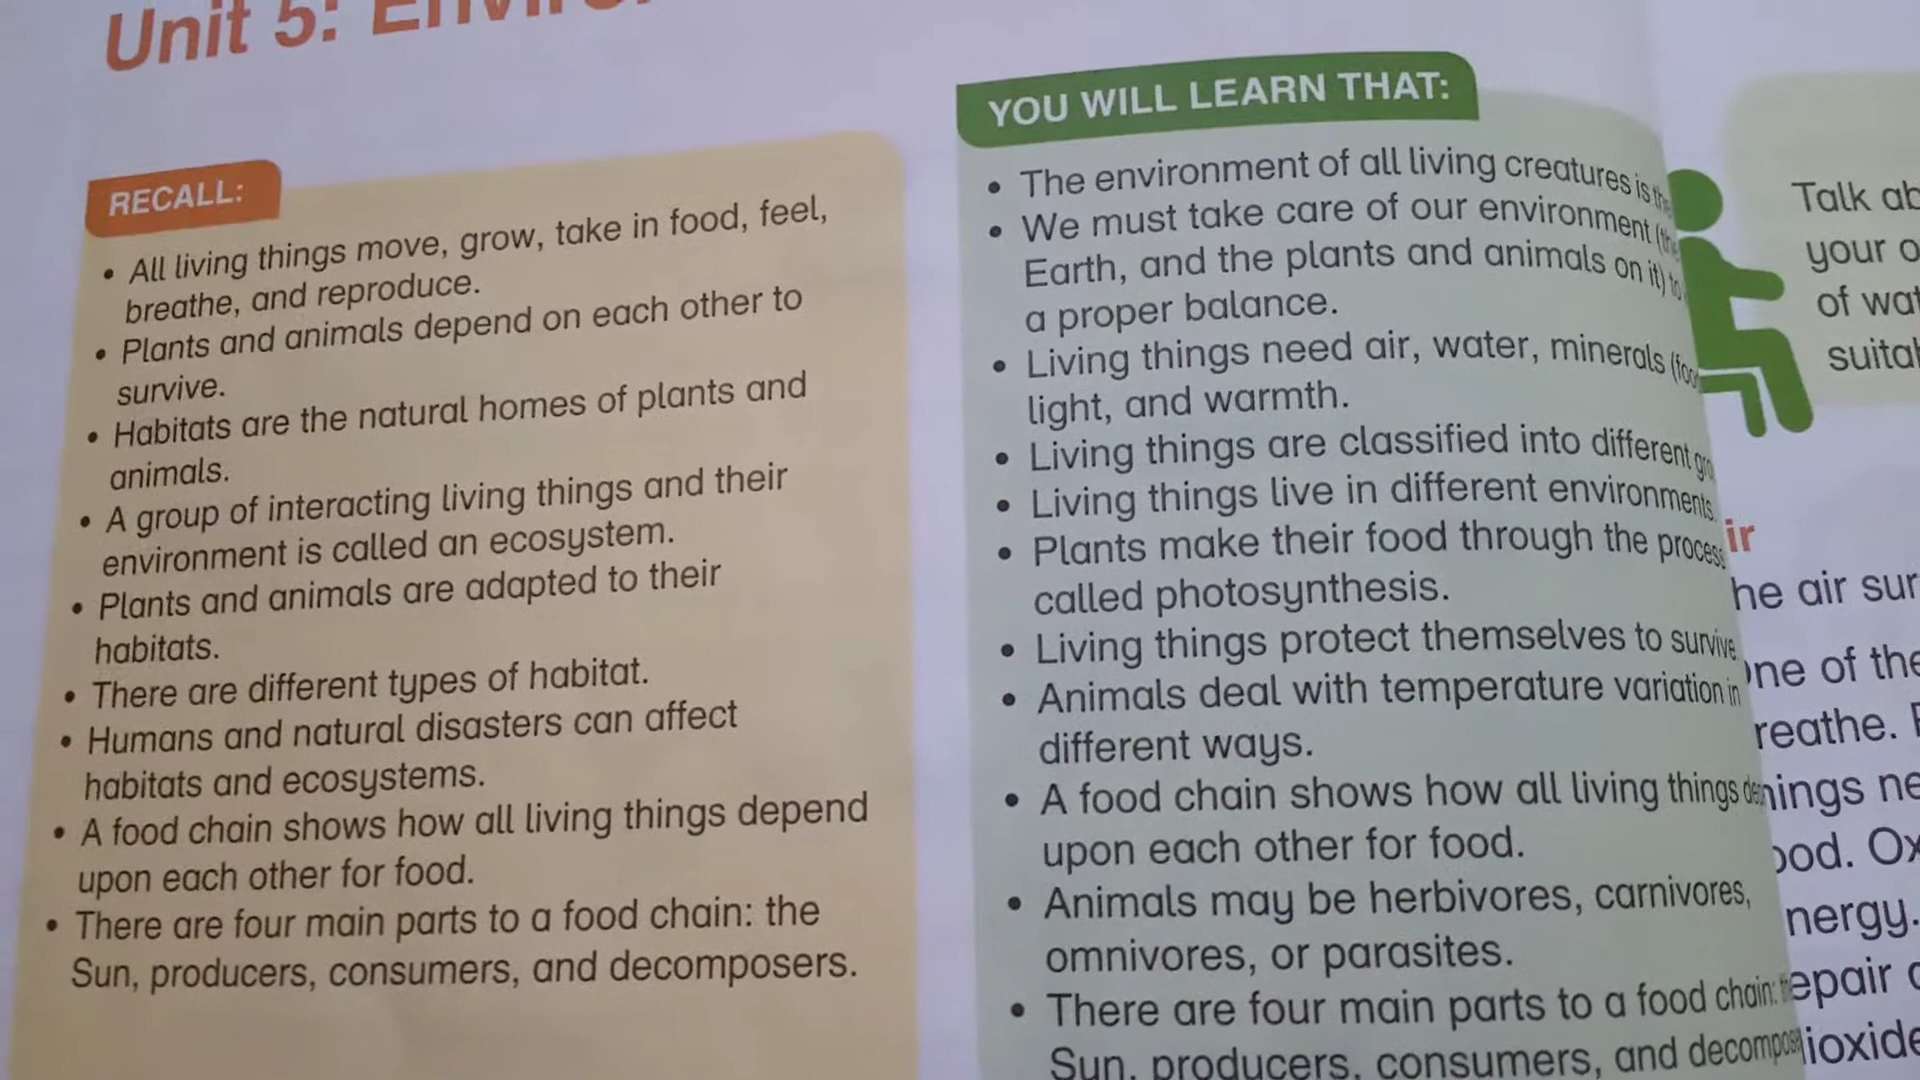 Unit 5:
RECALL:
• All living things move, grow, take in food, feel,
breathe, and reproduce.
• Plants and animals depend on each other to
survive.
• Habitats are the natural homes of plants and
animals.
• A group of interacting living things and their
environment is called an ecosystem.
• Plants and animals are adapted to their
habitats.
• There are different types of habitat.
• Humans and natural disasters can affect
habitats and ecosystems.
• A food chain shows how all living things depend
upon each other for food.
• There are four main parts to a food chain: the
Sun, producers, consumers, and decomposers.
YOU WILL LEARN THAT:
• The environment of all living creatures is
• We must take care of our environment
Earth, and the plants and animals on it) to
a proper balance.
• Living things need air, water, minerals
light, and warmth.
• Living things are classified into different
• Living things live in different environments.
• Plants make their food through the process
called photosynthesis.
• Living things protect themselves to survive
• Animals deal with temperature variation in
different ways.
• A food chain shows how all living things
upon each other for food.
• Animals may be herbivores, carnivores,
omnivores, or parasites.
• There are four main parts to a food chain:
Sun, producers, consumers, and
Talk
your
of
he air
ne of the
reathe.